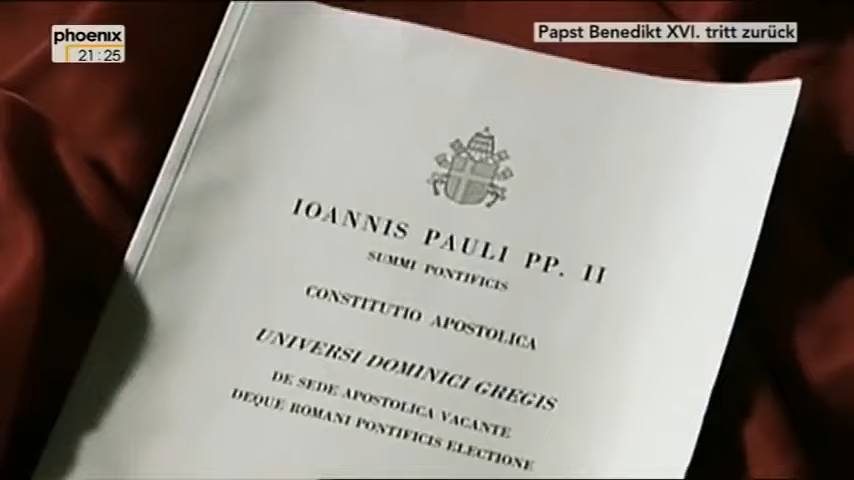 phoenix
21:25
Papst Benedikt XVI. tritt zurück
IOANNIS PAULI PP. II
SUMMI PONTIFICIS
CONSTITUTIO APOSTOLICA
UNIVERSI DOMINICI GREGIS
DE SEDE APOSTOLICA VACANTE
DEQUE ROMANI PONTIFICIS ELECTIONE